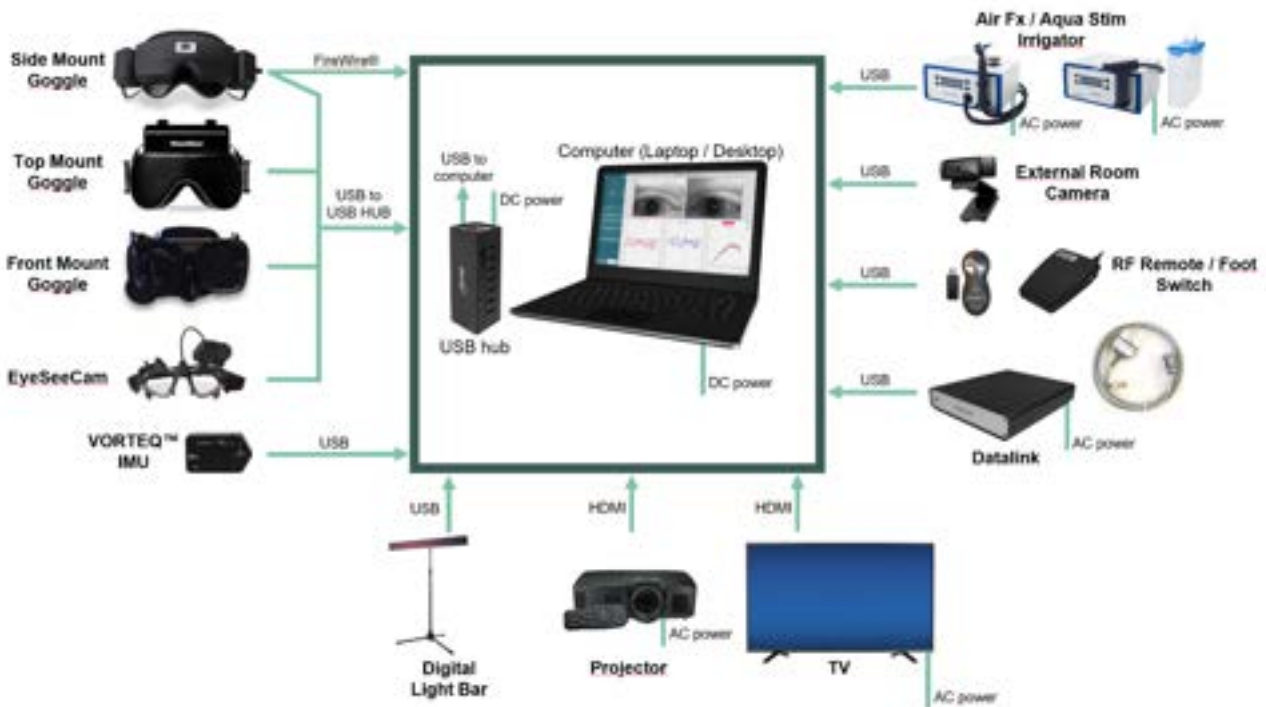 Side Mount
Goggle
FireWire®
Top Mount
Goggle
USB to
USB HUB
Front Mount
Goggle
EyeSeeCam
VORTEQ™
IMU
USB
Computer (Laptop / Desktop)
USB to
computer
DC power
USB hub
DC power
Air Fx / Aqua Stim
Irrigator
USB
AC power
AC power
USB
External Room
Camera
USB
RF Remote / Foot
Switch
USB
AC power
Datalink
USB
HDMI
HDMI
Digital
Light Bar
AC power
Projector
TV
AC power